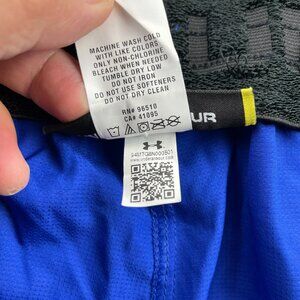 MACHINE WASH COLD
WITH LIKE COLORS
ONLY NON-CHLORINE
BLEACH WHEN NEEDED
TUMBLE DRY LOW
DO NOT IRON
DO NOT USE SOFTENERS
DO NOT DRY CLEAN
RN# 96510
CA# 41095
UR
www.underarmour.com